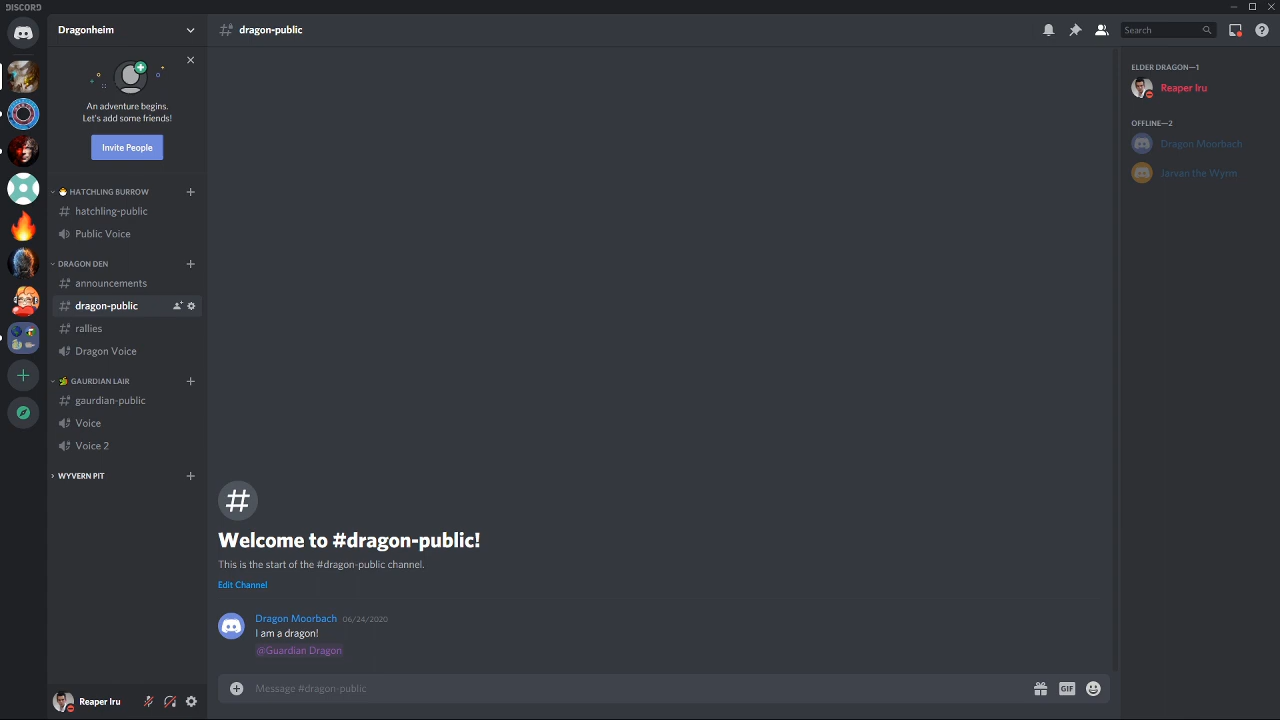 DISCORD
Dragonheim
An adventure begins.
Let's add some friends!
Invite People
HATCHLING BURROW
hatchling-public
Public Voice
DRAGON DEN
announcements
dragon-public
rallies
Dragon Voice
GAURDIAN LAIR
gaurdian-public
Voice
Voice 2
WYVERN PIT
Reaper Iru
dragon-public
Search
Welcome to #dragon-public!
This is the start of the #dragon-public channel.
Edit Channel
Dragon Moorbach 06/24/2020
I am a dragon!
@Guardian Dragon
Message #dragon-public
GIF
ELDER DRAGON—1
Reaper Iru
OFFLINE—2
Dragon Moorbach
Jarvan the Wyrm